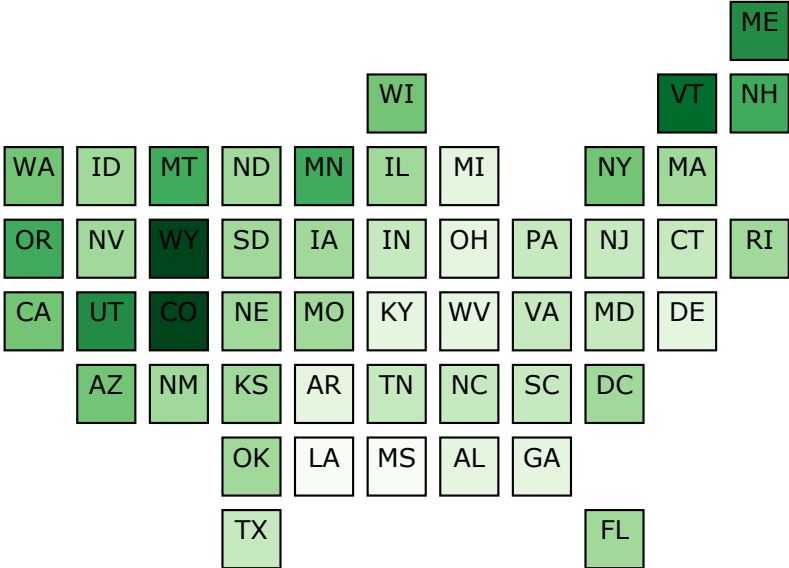 ME
WI VT NH
WA ID MT ND MN IL MI NY MA
OR NV WY SD IA IN OH PA NJ CT RI
CA UT CO NE MO KY WV VA MD DE
AZ NM KS AR TN NC SC DC
OK LA MS AL GA
TX FL